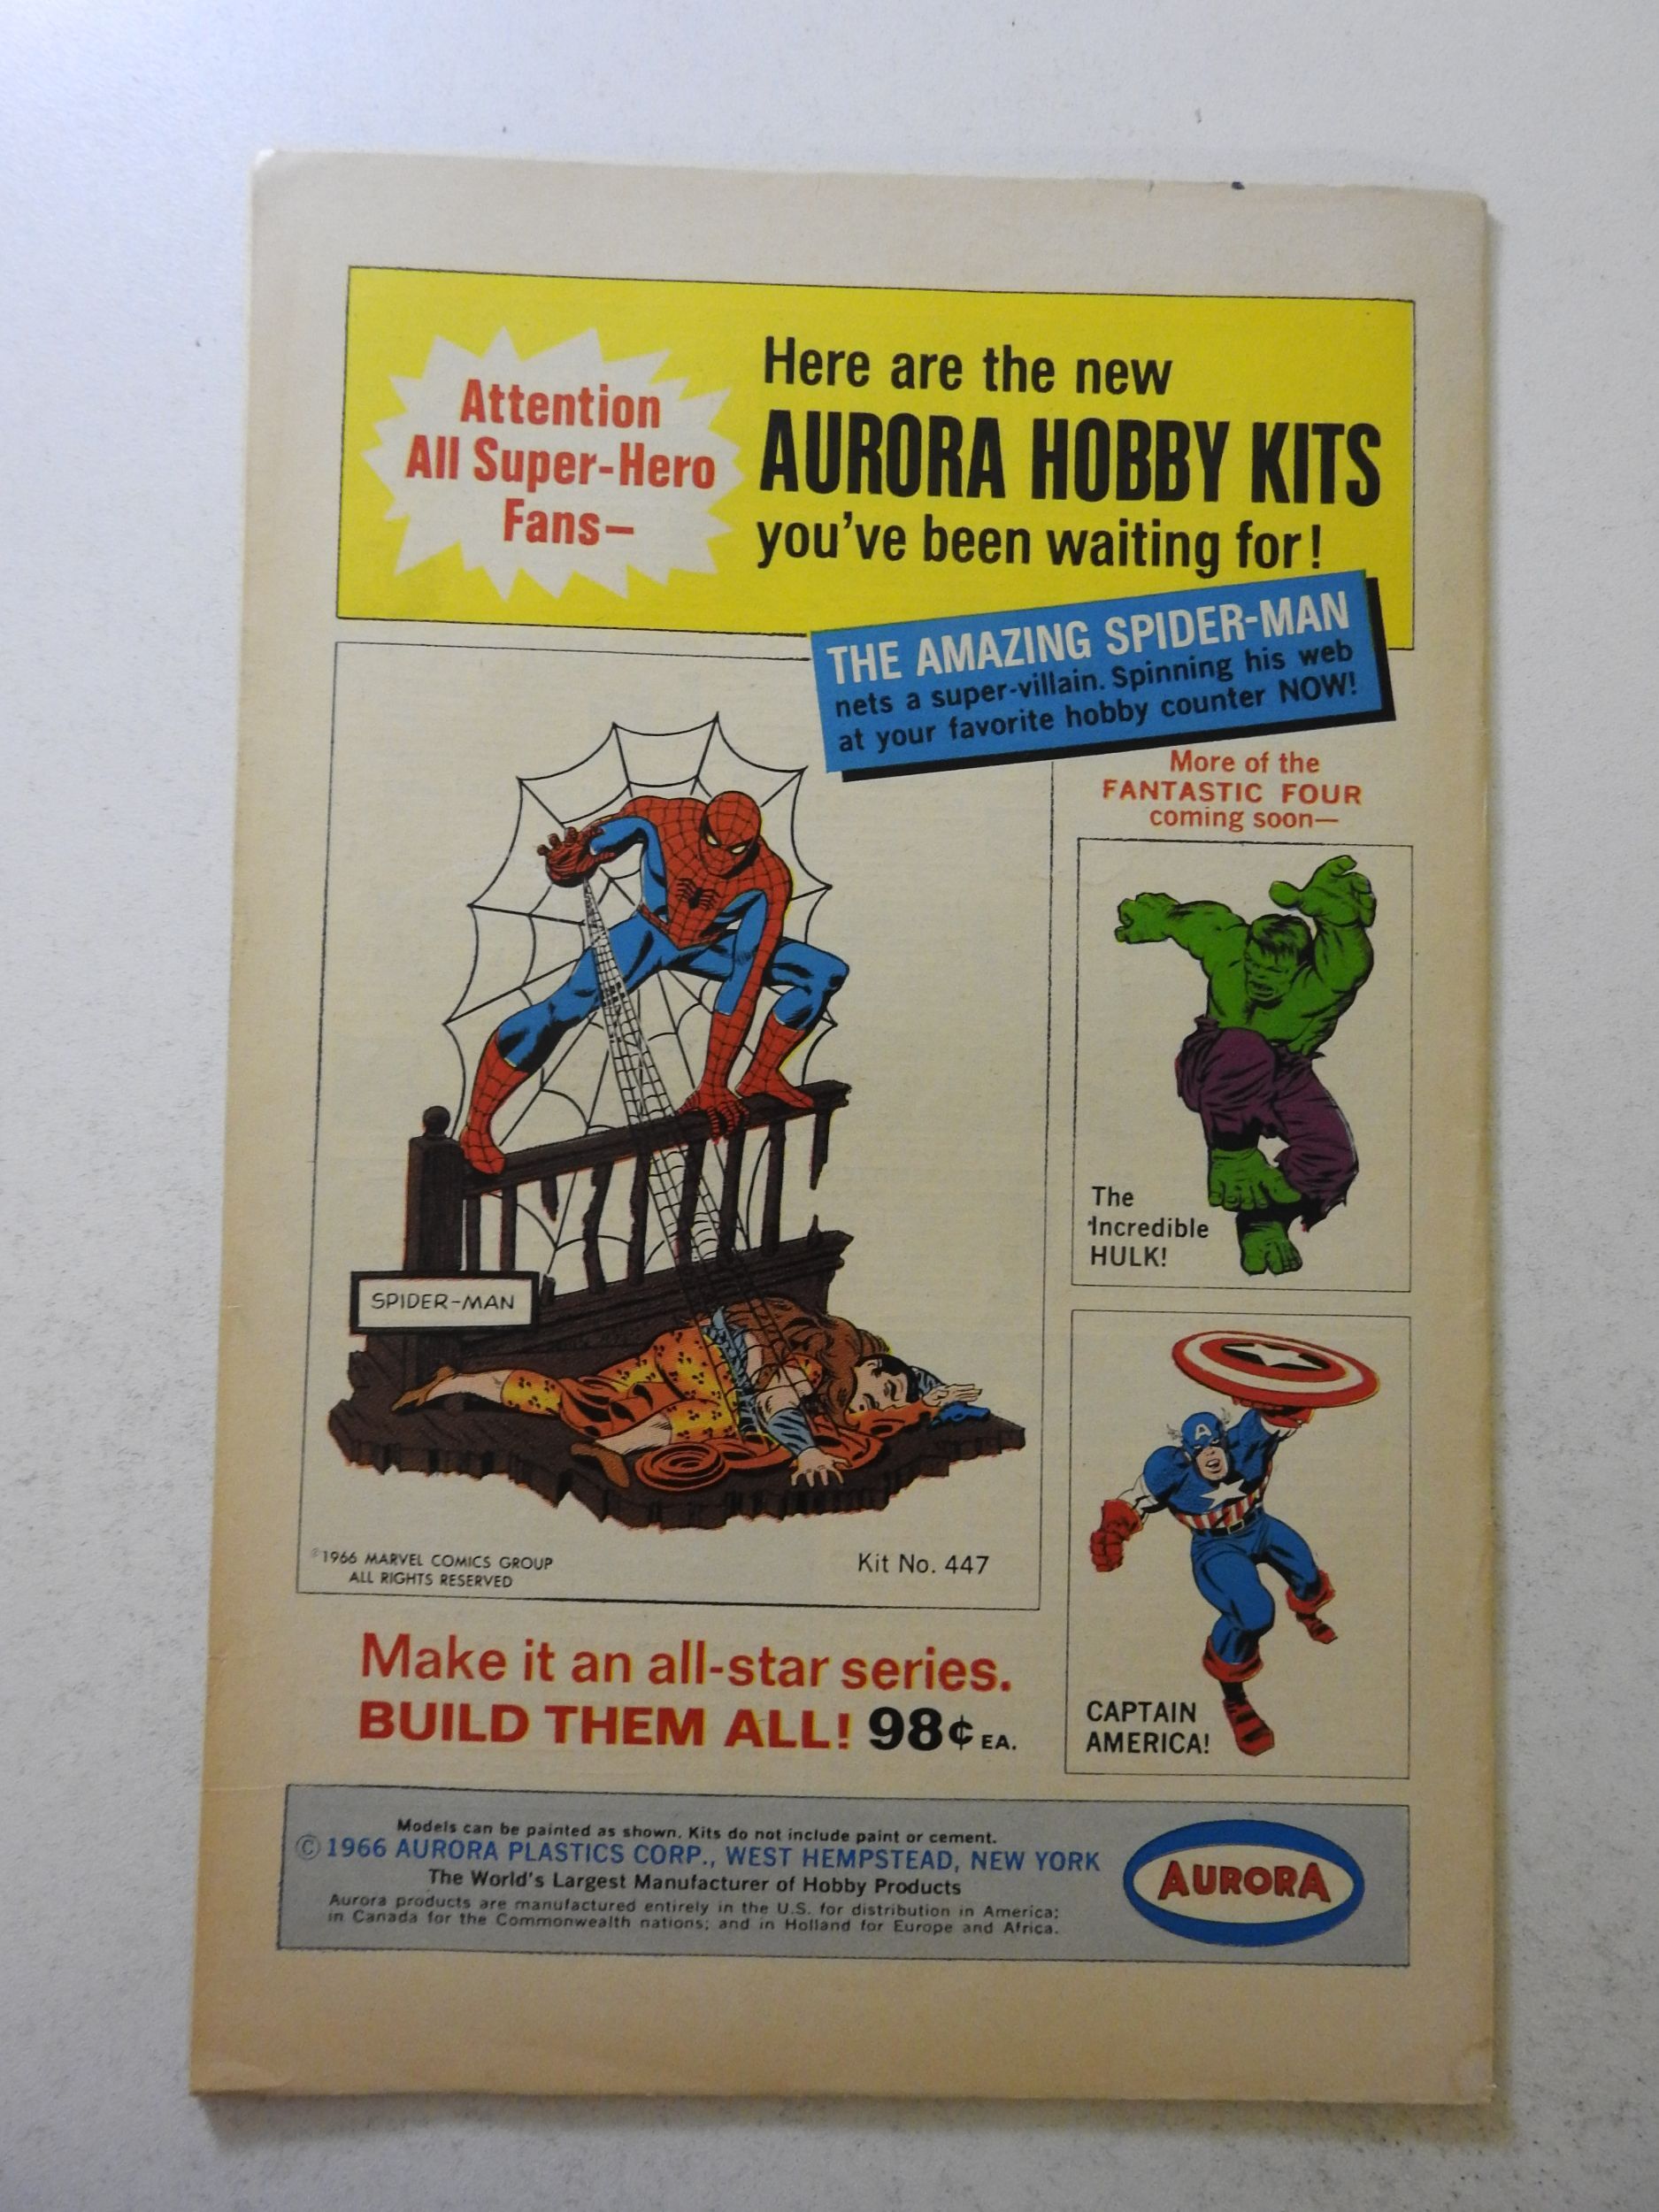 Attention
All Super-Hero
Fans—
Here are the new
AURORA HOBBY KITS
you've been waiting for!
THE AMAZING SPIDER-MAN
nets a super-villain. Spinning his web
at your favorite hobby counter NOW!
More of the
FANTASTIC FOUR
coming soon—
The
Incredible
HULK!
SPIDER-MAN
A
©1966 MARVEL COMICS GROUP
ALL RIGHTS RESERVED
Kit No. 447
CAPTAIN
AMERICA!
Make it an all-star series.
BUILD THEM ALL! 98¢ EA.
Models can be painted as shown. Kits do not include paint or cement.
© 1966 AURORA PLASTICS CORP., WEST HEMPSTEAD, NEW YORK
The World's Largest Manufacturer of Hobby Products
Aurora products are manufactured entirely in the U.S. for distribution in America;
in Canada for the Commonwealth nations; and in Holland for Europe and Africa.
AURORA